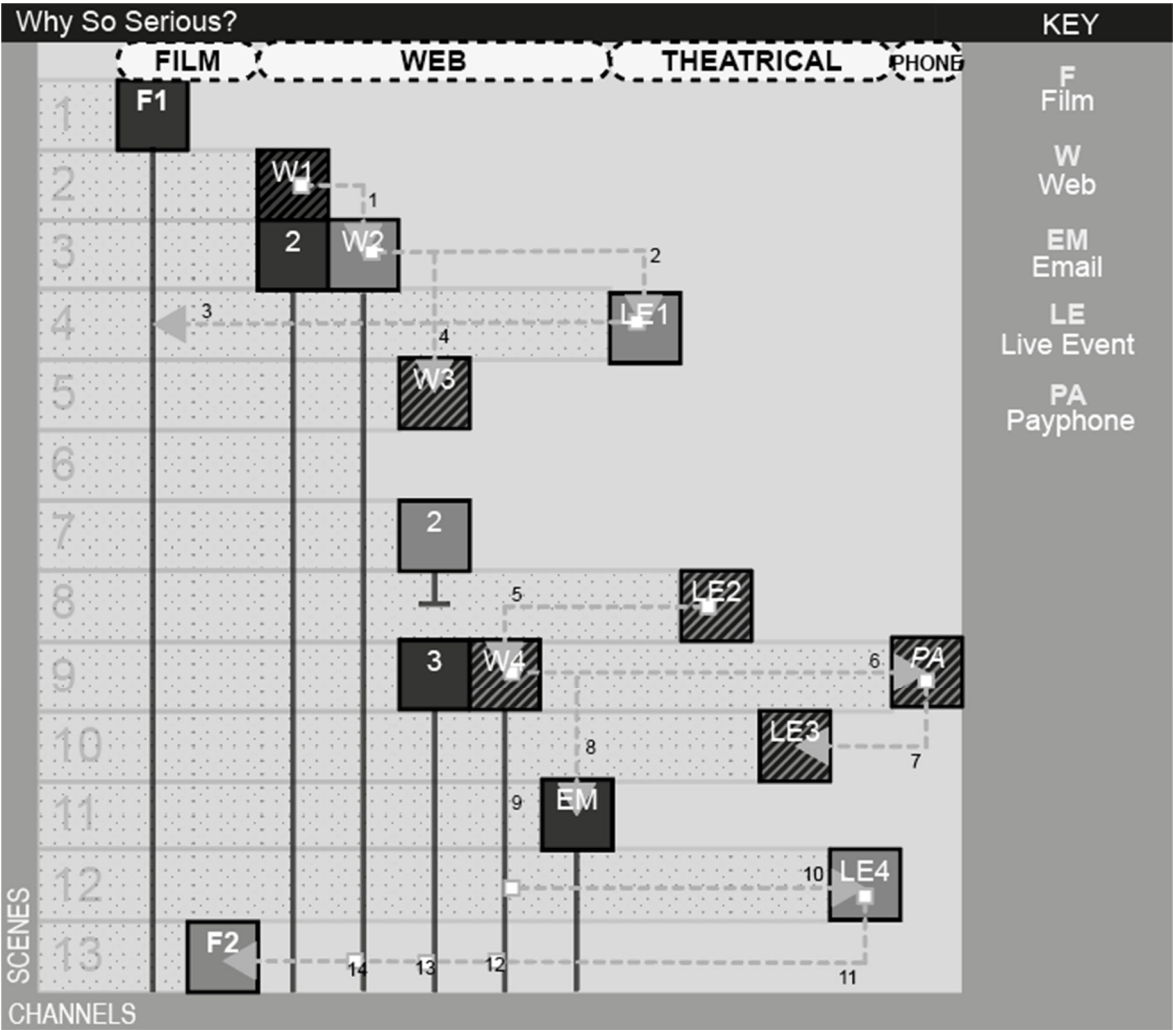 Why So Serious?
KEY
FILM WEB THEATRICAL PHONE
F
Film
W
Web
EM
Email
LE
Live Event
PA
Payphone
1 F1
2 W1 1
3 2 W2 2
4 3 LE1
4
5 W3
6
7 2
8 5 LE2
9 3 W4 6 PA
10 LE3
8 7
11 9 EM
12 10 LE4
13 F2 14 13 12 11
SCENES
CHANNELS